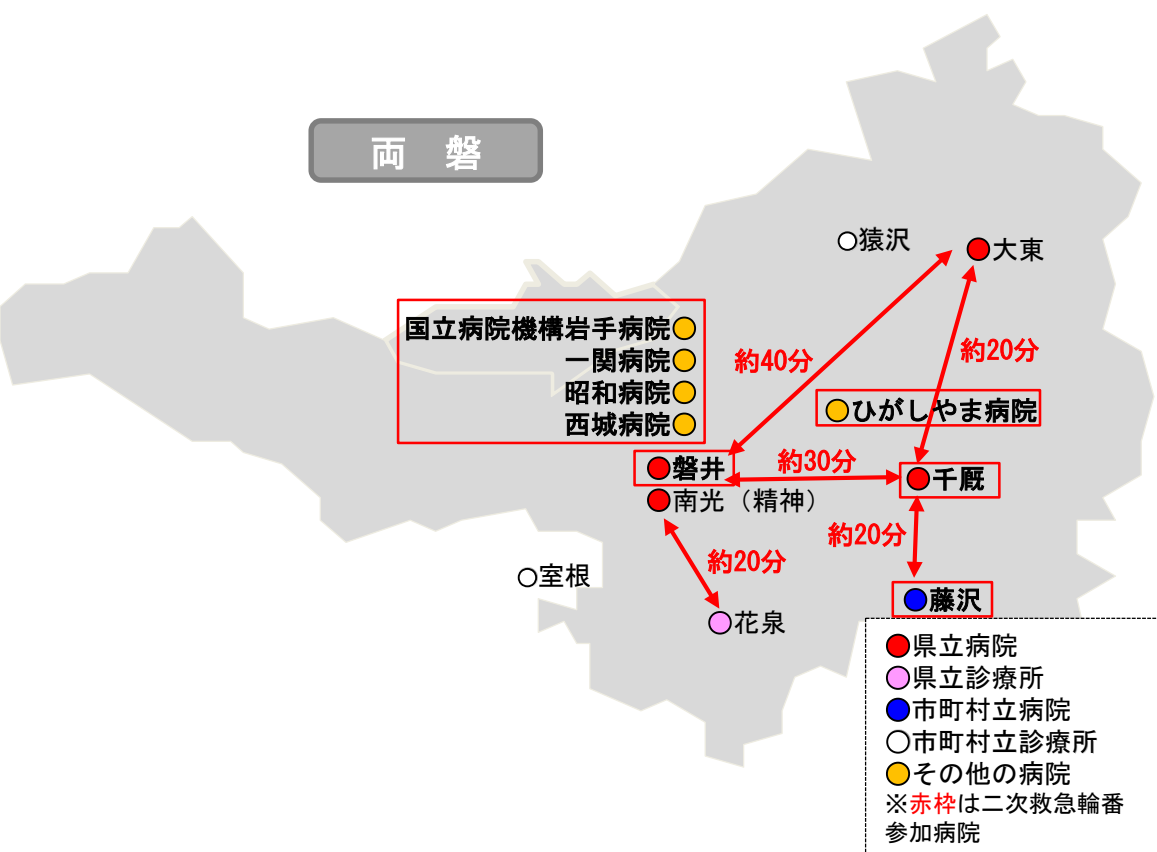 両　磐
猿沢
大東
国立病院機構岩手病院
一関病院
昭和病院
西城病院
約40分
約20分
ひがしやま病院
磐井
約30分
千厩
南光（精神）
約20分
約20分
室根
花泉
藤沢
県立病院
県立診療所
市町村立病院
市町村立診療所
その他の病院
※赤枠は二次救急輪番
参加病院